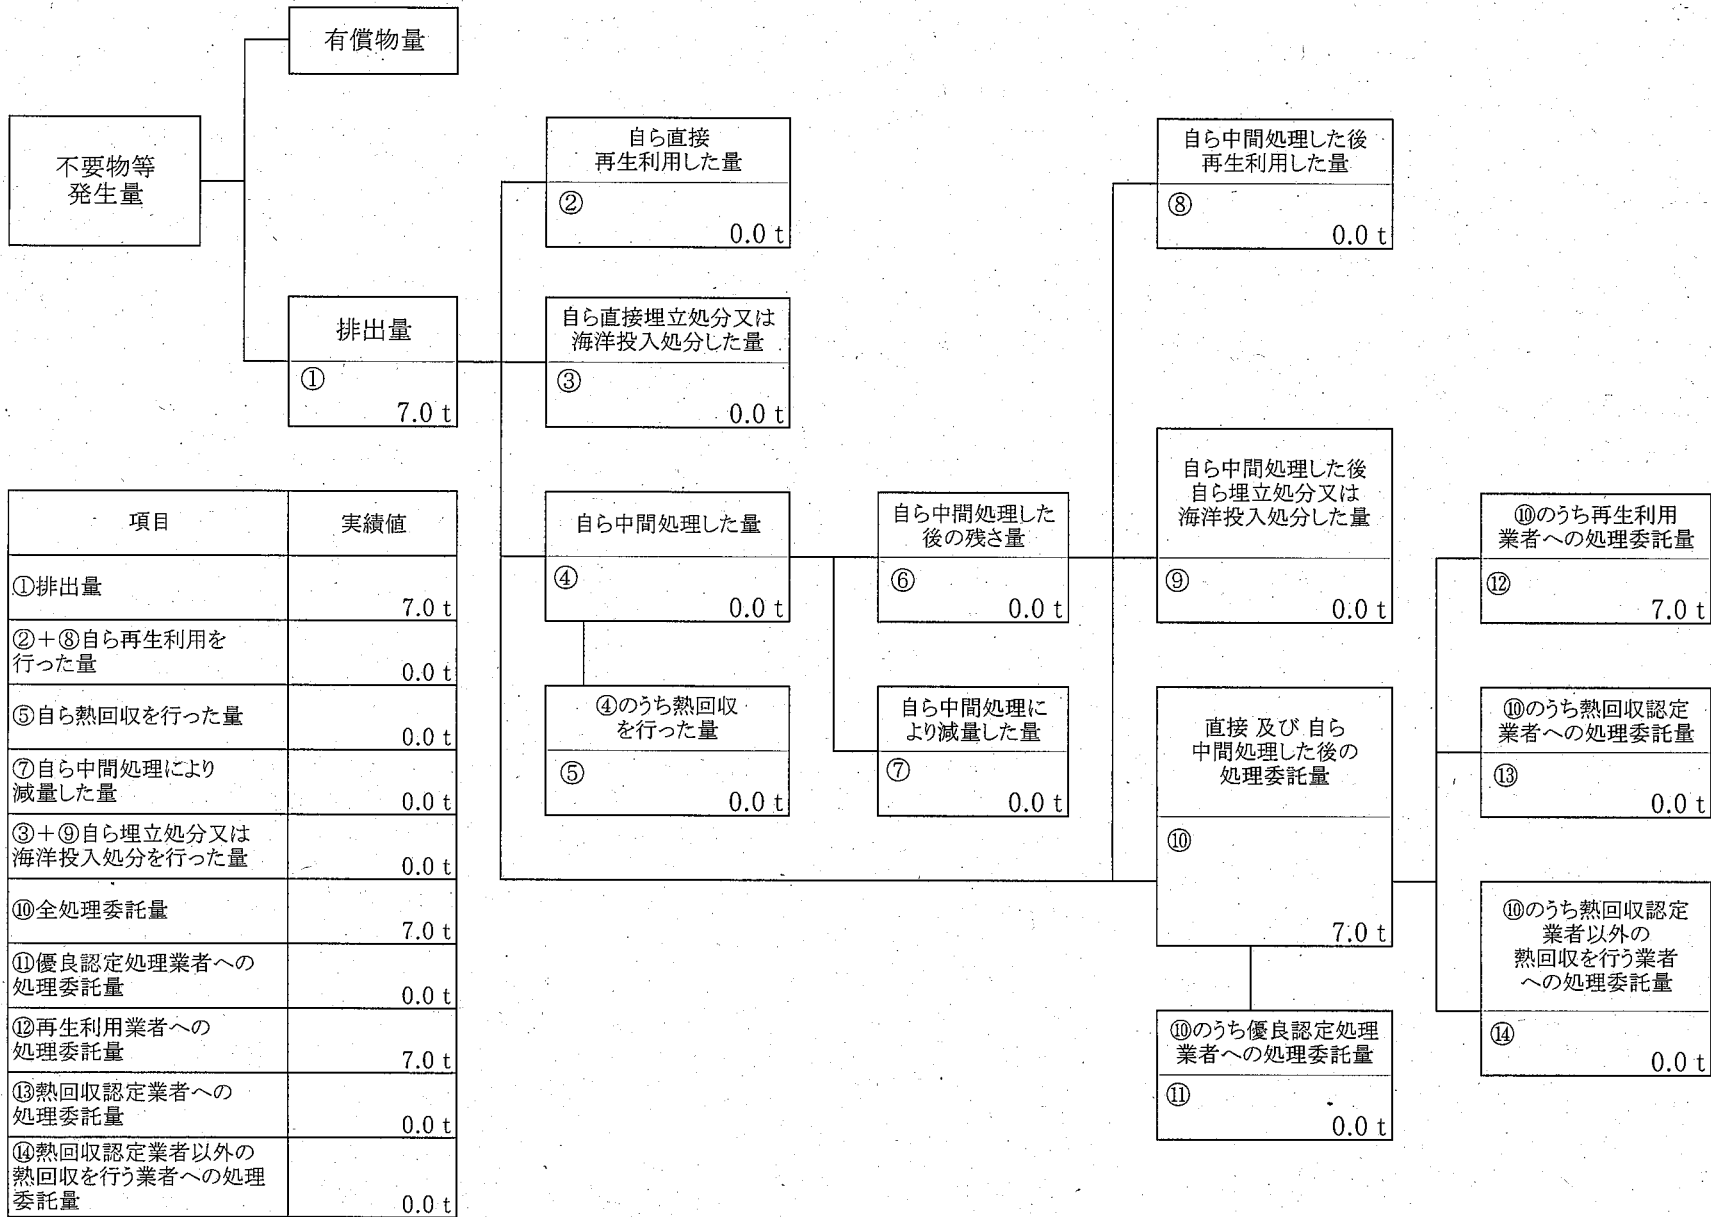 有償物量
不要物等
発生量
排出量
①
7.0 t
自ら直接
再生利用した量
②
0.0 t
自ら直接埋立処分又は
海洋投入処分した量
③
0.0 t
自ら中間処理した量
④
0.0 t
④のうち熱回収
を行った量
⑤
0.0 t
自ら中間処理した
後の残さ量
⑥
0.0 t
自ら中間処理に
より減量した量
⑦
0.0 t
自ら中間処理した後
再生利用した量
⑧
0.0 t
自ら中間処理した後
自ら埋立処分又は
海洋投入処分した量
⑨
0.0 t
直接 及び 自ら
中間処理した後の
処理委託量
⑩
7.0 t
⑩のうち優良認定処理
業者への処理委託量
⑪
0.0 t
⑩のうち再生利用
業者への処理委託量
⑫
7.0 t
⑩のうち熱回収認定
業者への処理委託量
⑬
0.0 t
⑩のうち熱回収認定
業者以外の
熱回収を行う業者
への処理委託量
⑭
0.0 t
項目 実績値
①排出量
7.0 t
②＋⑧自ら再生利用を
行った量
0.0 t
⑤自ら熱回収を行った量
0.0 t
⑦自ら中間処理により
減量した量
0.0 t
③＋⑨自ら埋立処分又は
海洋投入処分を行った量
0.0 t
⑩全処理委託量
7.0 t
⑪優良認定処理業者への
処理委託量
0.0 t
⑫再生利用業者への
処理委託量
7.0 t
⑬熱回収認定業者への
処理委託量
0.0 t
⑭熱回収認定業者以外の
熱回収を行う業者への処理
委託量
0.0 t